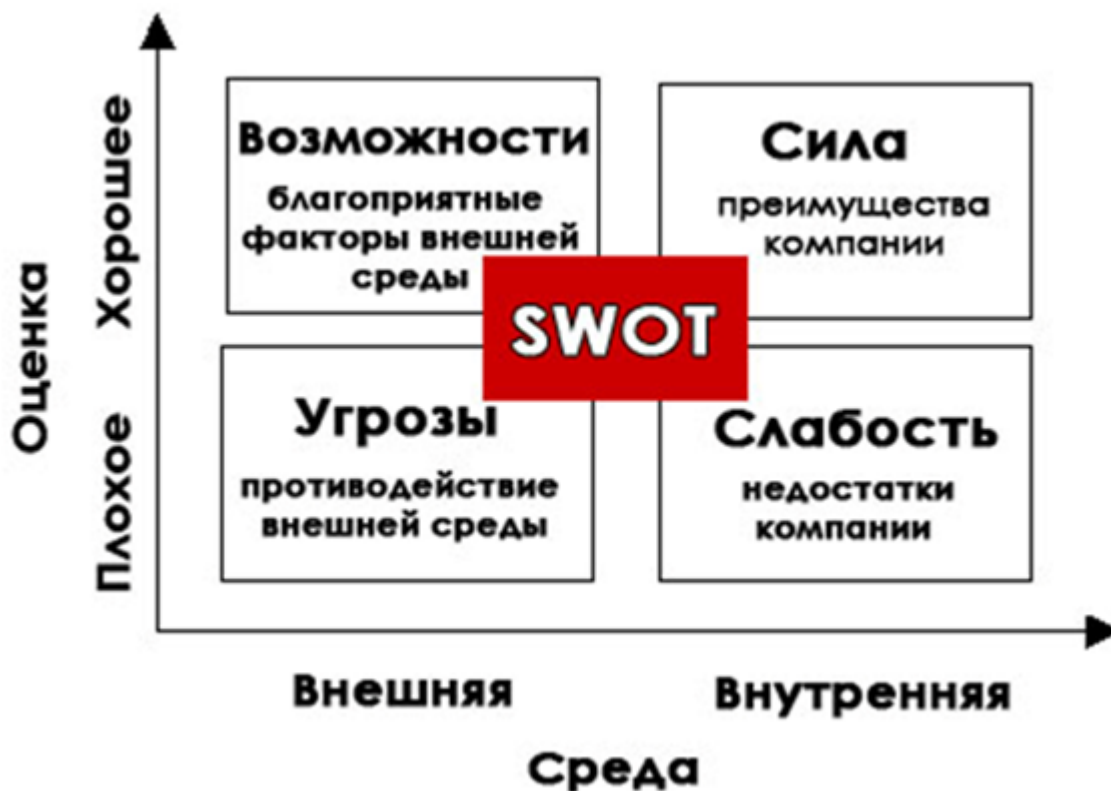 Оценка
Хорошее
Плохое
Возможности
благоприятные
факторы внешней
среды
Сила
преимущества
компании
SWOT
Угрозы
противодействие
внешней среды
Слабость
недостатки
компании
Внешняя
Внутренняя
Среда